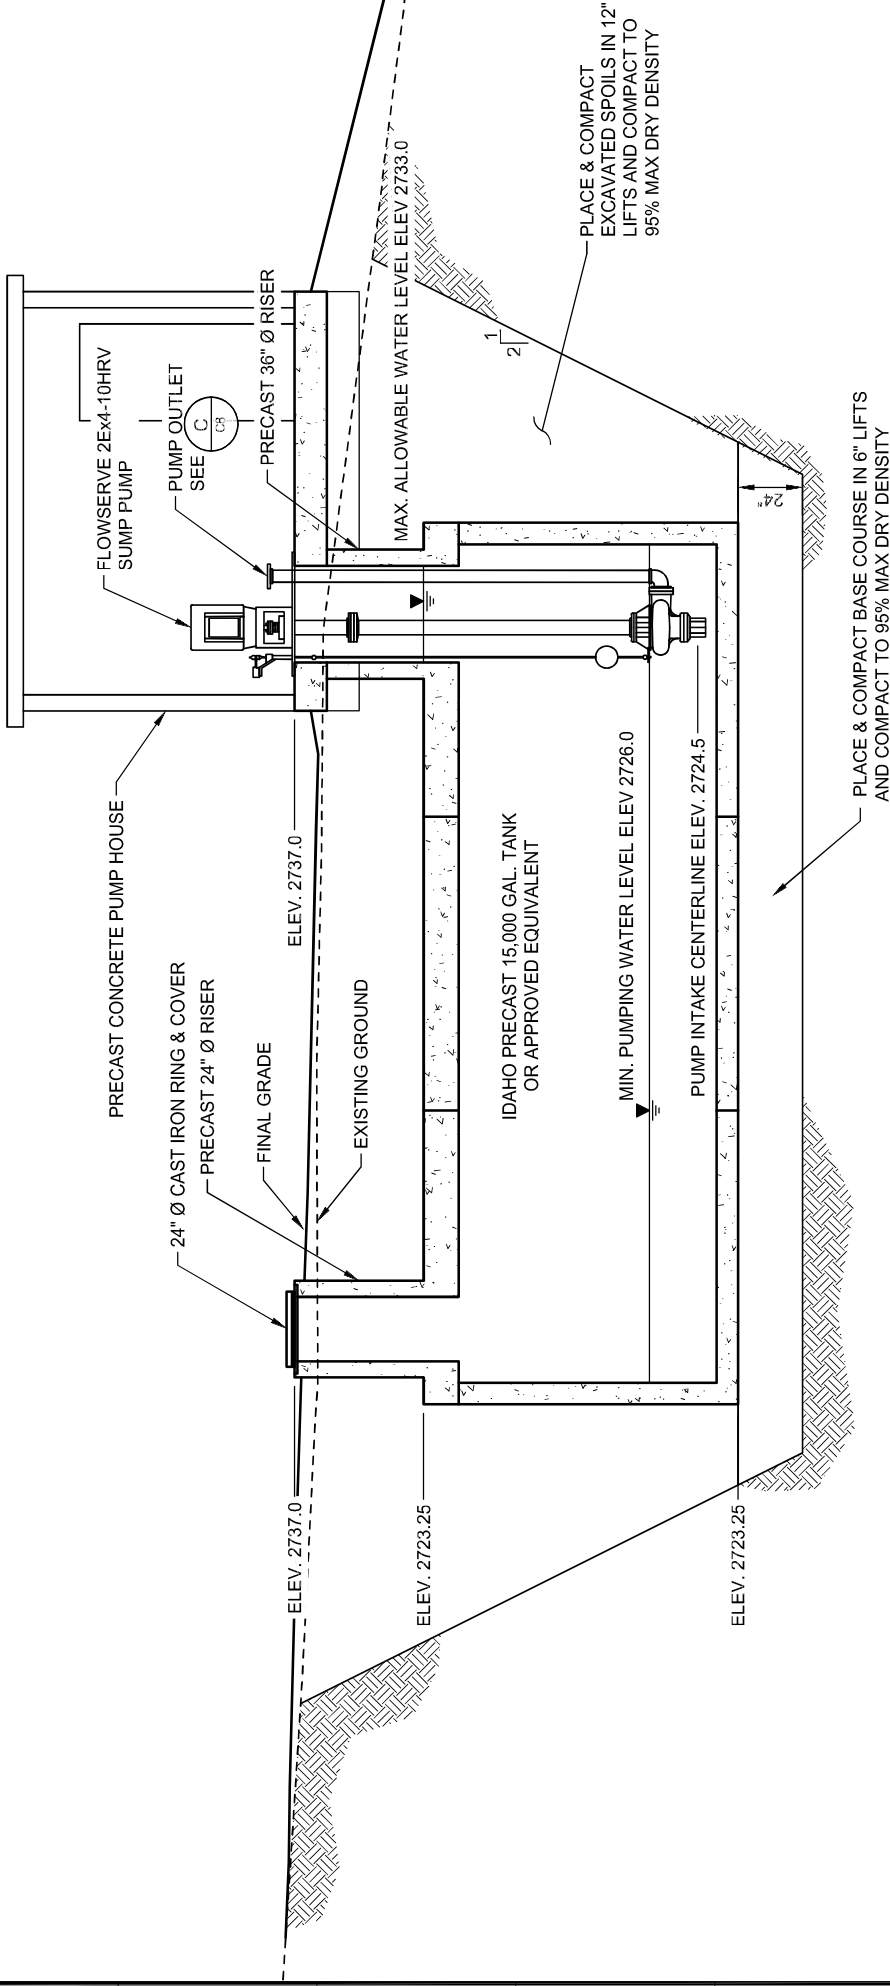 FLOWSERVE 2Ex4-10HRV
SUMP PUMP
PUMP OUTLET
SEE
C
C8
PRECAST 36" Ø RISER
MAX. ALLOWABLE WATER LEVEL ELEV 2733.0
PLACE & COMPACT
EXCAVATED SPOILS IN 12"
LIFTS AND COMPACT TO
95% MAX DRY DENSITY
1
2
24"
PLACE & COMPACT BASE COURSE IN 6" LIFTS
AND COMPACT TO 95% MAX DRY DENSITY
PRECAST CONCRETE PUMP HOUSE
ELEV. 2737.0
24" Ø CAST IRON RING & COVER
PRECAST 24" Ø RISER
FINAL GRADE
EXISTING GROUND
IDAHO PRECAST 15,000 GAL. TANK
OR APPROVED EQUIVALENT
MIN. PUMPING WATER LEVEL ELEV 2726.0
PUMP INTAKE CENTERLINE ELEV. 2724.5
ELEV. 2737.0
ELEV. 2723.25
ELEV. 2723.25